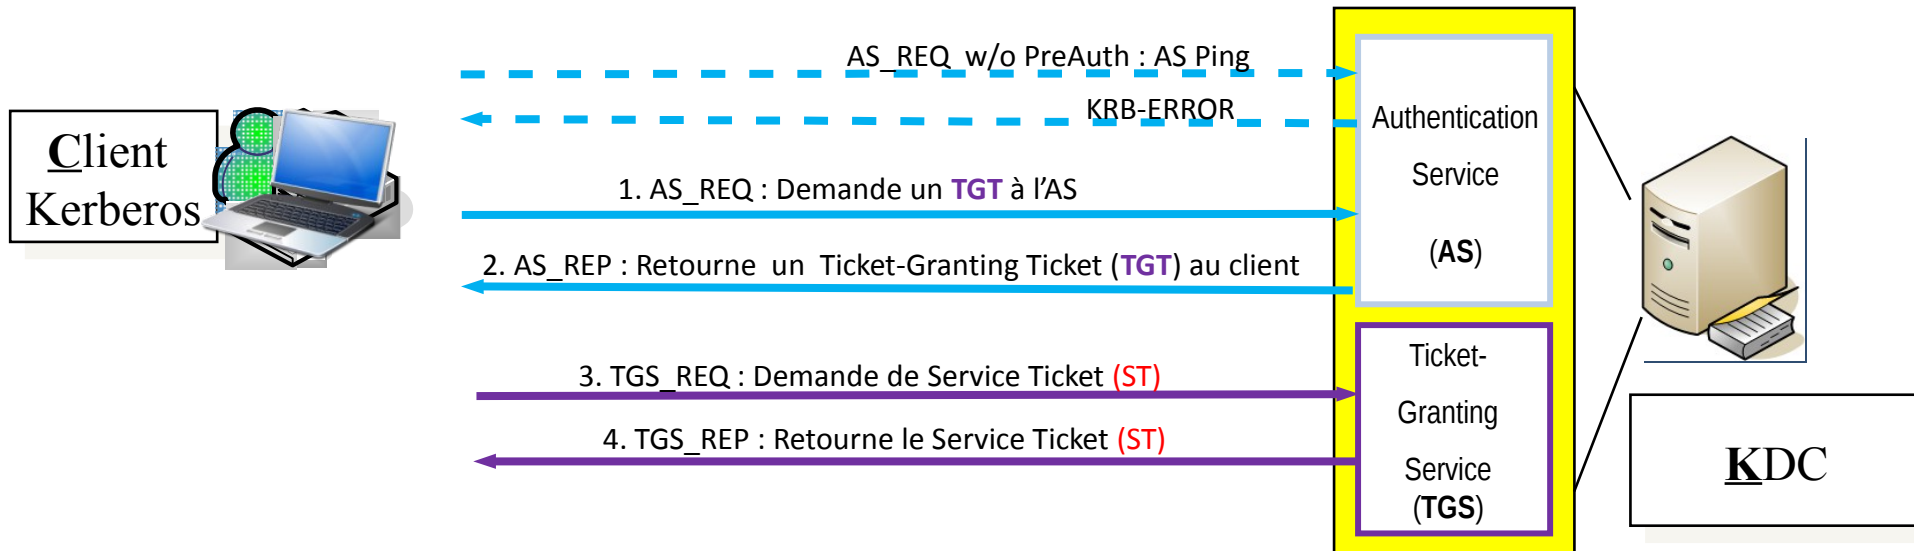 AS_REQ w/o PreAuth : AS Ping
KRB-ERROR
Client
Kerberos
1. AS_REQ : Demande un TGT à l'AS
2. AS_REP : Retourne un Ticket-Granting Ticket (TGT) au client
3. TGS_REQ : Demande de Service Ticket (ST)
4. TGS_REP : Retourne le Service Ticket (ST)
Authentication
Service
(AS)
Ticket-
Granting
Service
(TGS)
KDC